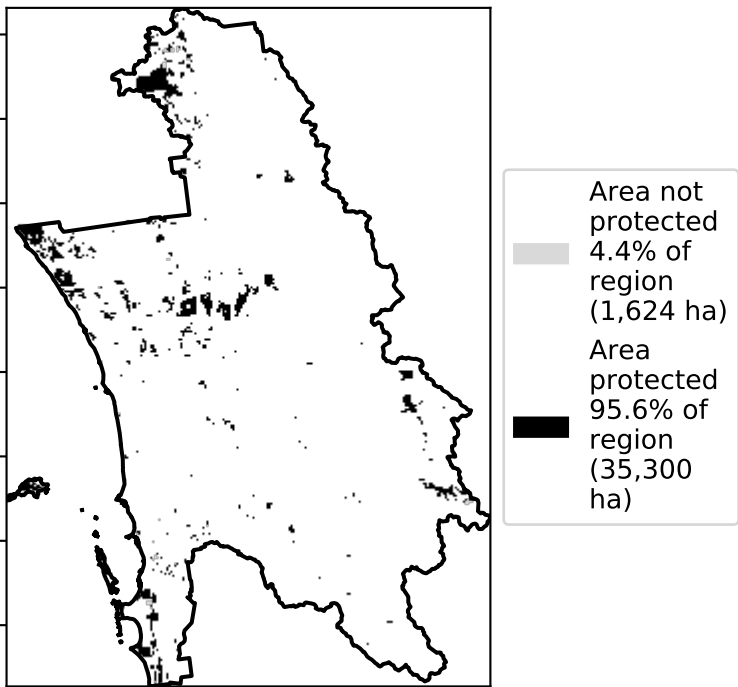 Area not
protected
4.4% of
region
(1,624 ha)
Area
protected
95.6% of
region
(35,300
ha)